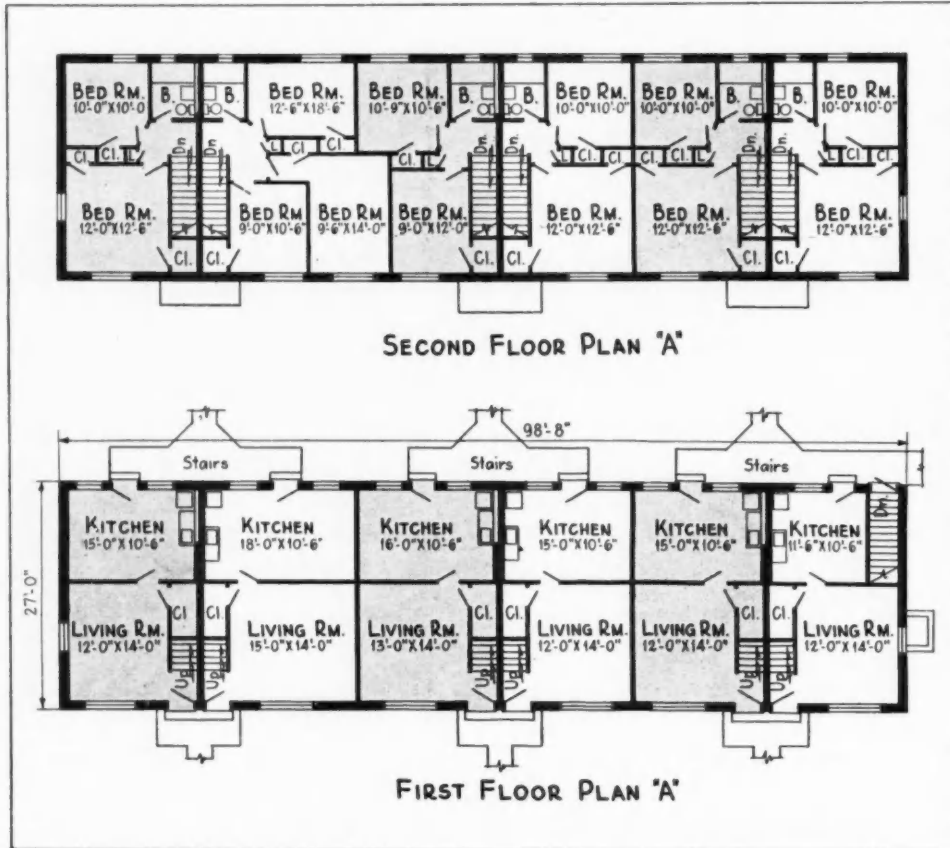 BED RM.
10'-0"X10'-0
B.
B.
BED RM.
12'-6"X18'-6"
BED RM.
10'-9"X10'-6"
B.
B.
BED RM.
10'-0"X10'-0"
BED RM.
10'-0"X10'-0"
B.
B.
BED RM.
10'-0"X10'-0"
Cl.
Cl.
L
Dn.
Dn.
L
Cl.
Cl.
Cl.
L
Dn.
Dn.
L
Cl.
Cl.
Cl.
Cl.
L
Dn.
Dn.
L
Cl.
Cl.
BED RM.
12'-0"X12'-6"
BED RM
9'-0"X10'-6"
BED RM
9'-6"X14'-0"
BED RM.
9'-0"X12'-0"
BED RM.
12'-0"X12'-6"
BED RM.
12'-0"X12'-6"
BED RM.
12'-0"X12'-6"
Cl.
Cl.
Cl.
Cl.
Cl.
Cl.
SECOND FLOOR PLAN "A"
98'-8"
Stairs
Stairs
Stairs
27'-0"
KITCHEN
15'-0"X10'-6"
KITCHEN
18'-0"X10'-6"
KITCHEN
16'-0"X10'-6"
KITCHEN
15'-0"X10'-6"
KITCHEN
15'-0"X10'-6"
KITCHEN
11'-6"X10'-6"
Dn.
Cl.
Cl.
Cl.
Cl.
Cl.
Cl.
LIVING RM.
12'-0"X14'-0"
LIVING RM.
15'-0"X14'-0"
LIVING RM.
13'-0"X14'-0"
LIVING RM.
12'-0"X14'-0"
LIVING RM.
12'-0"X14'-0"
LIVING RM.
12'-0"X14'-0"
Up
Up
Up
Up
Up
Up
FIRST FLOOR PLAN "A"